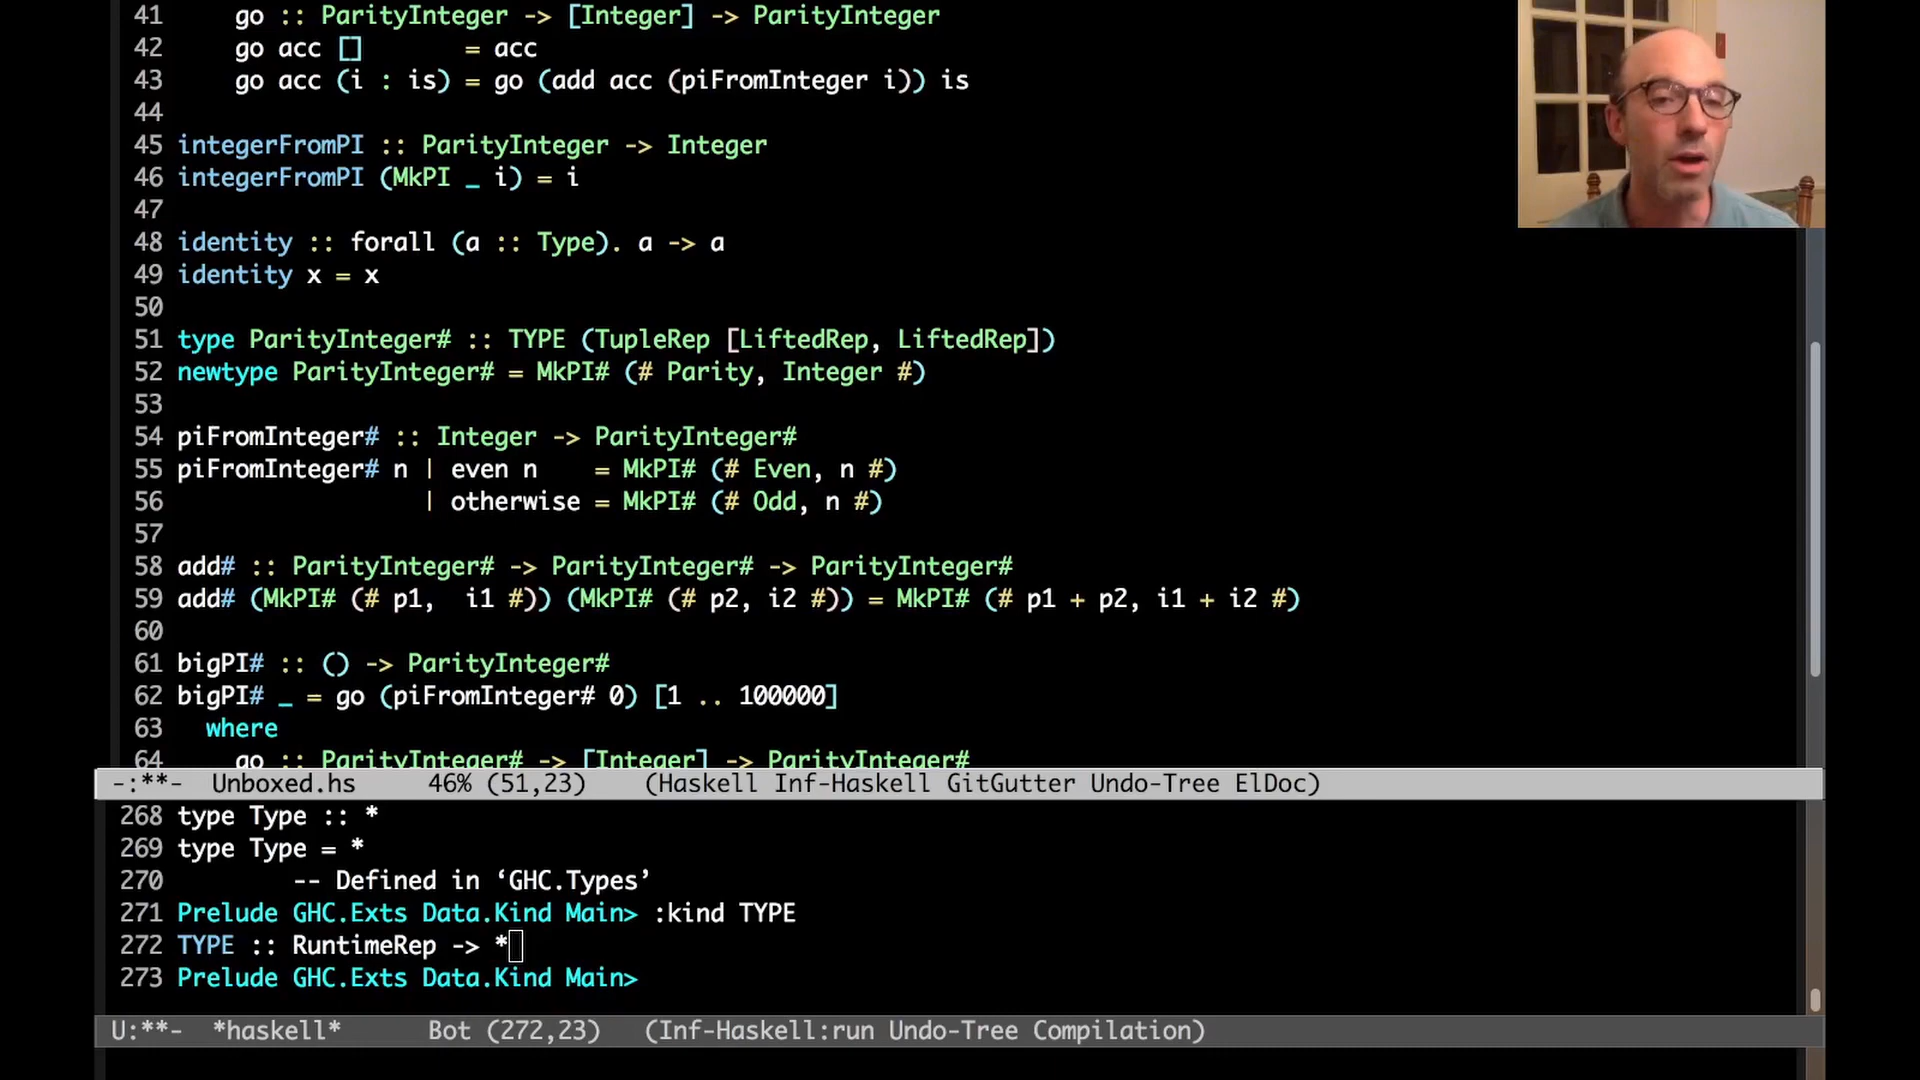 41 go :: ParityInteger -> [Integer] -> ParityInteger
42 go acc [] = acc
43 go acc (i : is) = go (add acc (piFromInteger i)) is
44
45 integerFromPI :: ParityInteger -> Integer
46 integerFromPI (MkPI _ i) = i
47
48 identity :: forall (a :: Type). a -> a
49 identity x = x
50
51 type ParityInteger# :: TYPE (TupleRep [LiftedRep, LiftedRep])
52 newtype ParityInteger# = MkPI# (# Parity, Integer #)
53
54 piFromInteger# :: Integer -> ParityInteger#
55 piFromInteger# n | even n = MkPI# (# Even, n #)
56 | otherwise = MkPI# (# Odd, n #)
57
58 add# :: ParityInteger# -> ParityInteger# -> ParityInteger#
59 add# (MkPI# (# p1, i1 #)) (MkPI# (# p2, i2 #)) = MkPI# (# p1 + p2, i1 + i2 #)
60
61 bigPI# :: () -> ParityInteger#
62 bigPI# _ = go (piFromInteger# 0) [1 .. 100000]
63 where
64 go :: ParityInteger# -> [Integer] -> ParityInteger#
-:**- Unboxed.hs 46% (51,23) (Haskell Inf-Haskell GitGutter Undo-Tree ElDoc)
268 type Type :: *
269 type Type = *
270 -- Defined in ‘GHC.Types’
271 Prelude GHC.Exts Data.Kind Main> :kind TYPE
272 TYPE :: RuntimeRep -> *
273 Prelude GHC.Exts Data.Kind Main>
U:**- *haskell* Bot (272,23) (Inf-Haskell:run Undo-Tree Compilation)